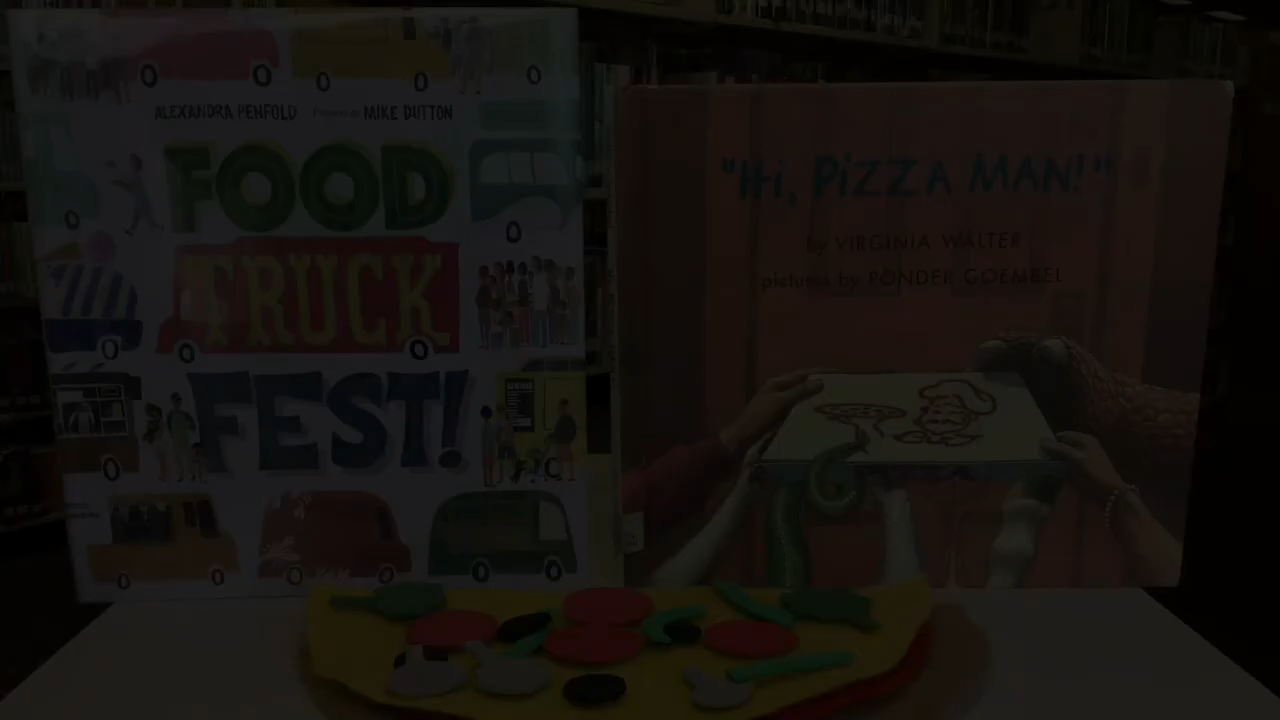 ALEXANDRA PENFOLD MIKE DUTTON
FOOD
TRUCK
FEST!
"Hi, PiZZA MAN!"
by VIRGINIA WALTER
pictures by PONDER GOEMBEL